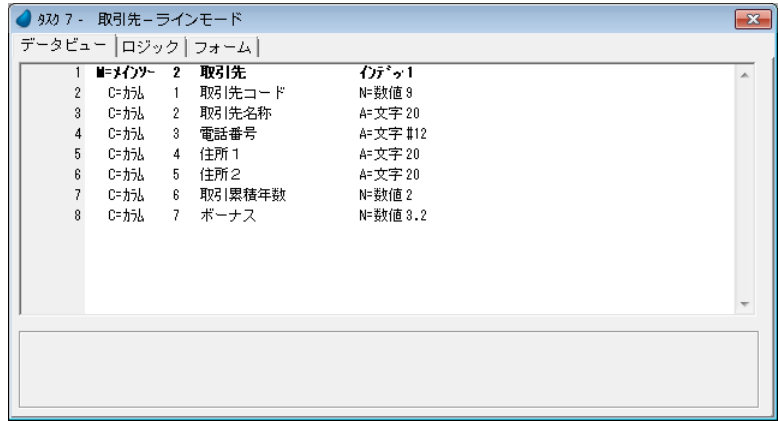 ﾀｽｸ 7 - 取引先－ラインモード
データビュー ロジック フォーム
1 M=ﾒｲﾝｿｰ 2 取引先 ｲﾝﾃﾞｯ 1
2 C=ｶﾗﾑ 1 取引先コード N=数値 9
3 C=ｶﾗﾑ 2 取引先名称 A=文字 20
4 C=ｶﾗﾑ 3 電話番号 A=文字 #12
5 C=ｶﾗﾑ 4 住所１ A=文字 20
6 C=ｶﾗﾑ 5 住所２ A=文字 20
7 C=ｶﾗﾑ 6 取引累積年数 N=数値 2
8 C=ｶﾗﾑ 7 ボーナス N=数値 3.2